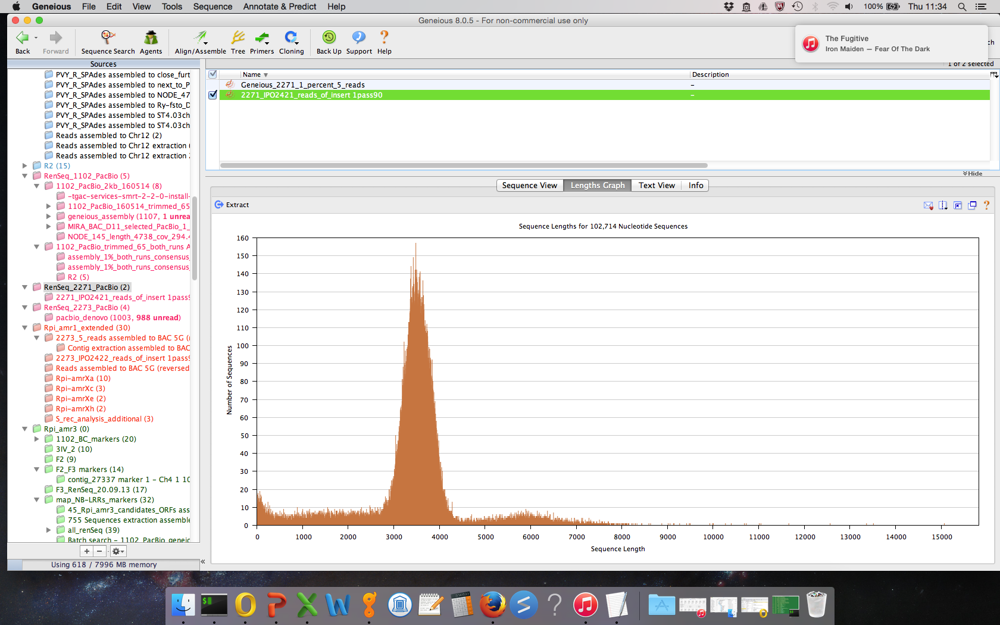 Geneious File Edit View Tools Sequence Annotate & Predict Help 100% Thu 11:34
Geneious 8.0.5 - For non-commercial use only
Back Forward Sequence Search Agents Align/Assemble Tree Primers Cloning Back Up Support Help
The Fugitive
Iron Maiden — Fear Of The Dark
ch
1 of 2 selected
Sources
PVY_R_SPAdes assembled to close_furt
PVY_R_SPAdes assembled to next_to_P
PVY_R_SPAdes assembled to NODE_47
PVY_R_SPAdes assembled to Ry-fsto_D
PVY_R_SPAdes assembled to ST4.03ch
PVY_R_SPAdes assembled to ST4.03ch
Reads assembled to Chr12 (2)
Reads assembled to Chr12 extraction (
Reads assembled to Chr12 extraction
R2 (15)
RenSeq_1102_PacBio (5)
1102_PacBio_2kb_160514 (8)
-tgac-services-smrt-2-2-0-install-
1102_PacBio_160514_trimmed_65
geneious_assembly (1107, 1 unrea
MIRA_BAC_D11_selected_PacBio_1_
NODE_145_length_4738_cov_294.4
1102_PacBio_trimmed_65_both_runs A
assembly_1%_both_runs_consensus_
assembly_1%_both_runs_consensus_
R2 (5)
RenSeq_2271_PacBio (2)
2271_IPO2421_reads_of_insert 1pass9
RenSeq_2273_PacBio (4)
pacbio_denovo (1003, 988 unread)
Rpi_amr1_extended (30)
2273_5_reads assembled to BAC 5G (r
Contig extraction assembled to BAC
2273_IPO2422_reads_of_insert 1pass9
Reads assembled to BAC 5G (reversed
Rpi-amrXa (10)
Rpi-amrXc (3)
Rpi-amrXe (2)
Rpi-amrXh (2)
S_rec_analysis_additional (3)
Rpi_amr3 (0)
1102_BC_markers (20)
3IV_2 (10)
F2 (9)
F2_F3 markers (14)
contig_27337 marker 1 - Ch4 1 10
F3_RenSeq_20.09.13 (17)
map_NB-LRRs_markers (32)
45_Rpi_amr3_candidates_ORFs ass
755 Sequences extraction assemble
all_renSeq (39)
Batch search - 1102_PacBio_geneic
+ −
Using 618 / 7996 MB memory
Name Description
Geneious_2271_1_percent_5_reads –
2271_IPO2421_reads_of_insert 1pass90 –
Hide
Sequence View Lengths Graph Text View Info
Extract
Sequence Lengths for 102,714 Nucleotide Sequences
160
150
140
130
120
110
100
90
80
70
60
50
40
30
20
10
0
Number of Sequences
0 1000 2000 3000 4000 5000 6000 7000 8000 9000 10000 11000 12000 13000 14000 15000
Sequence Length